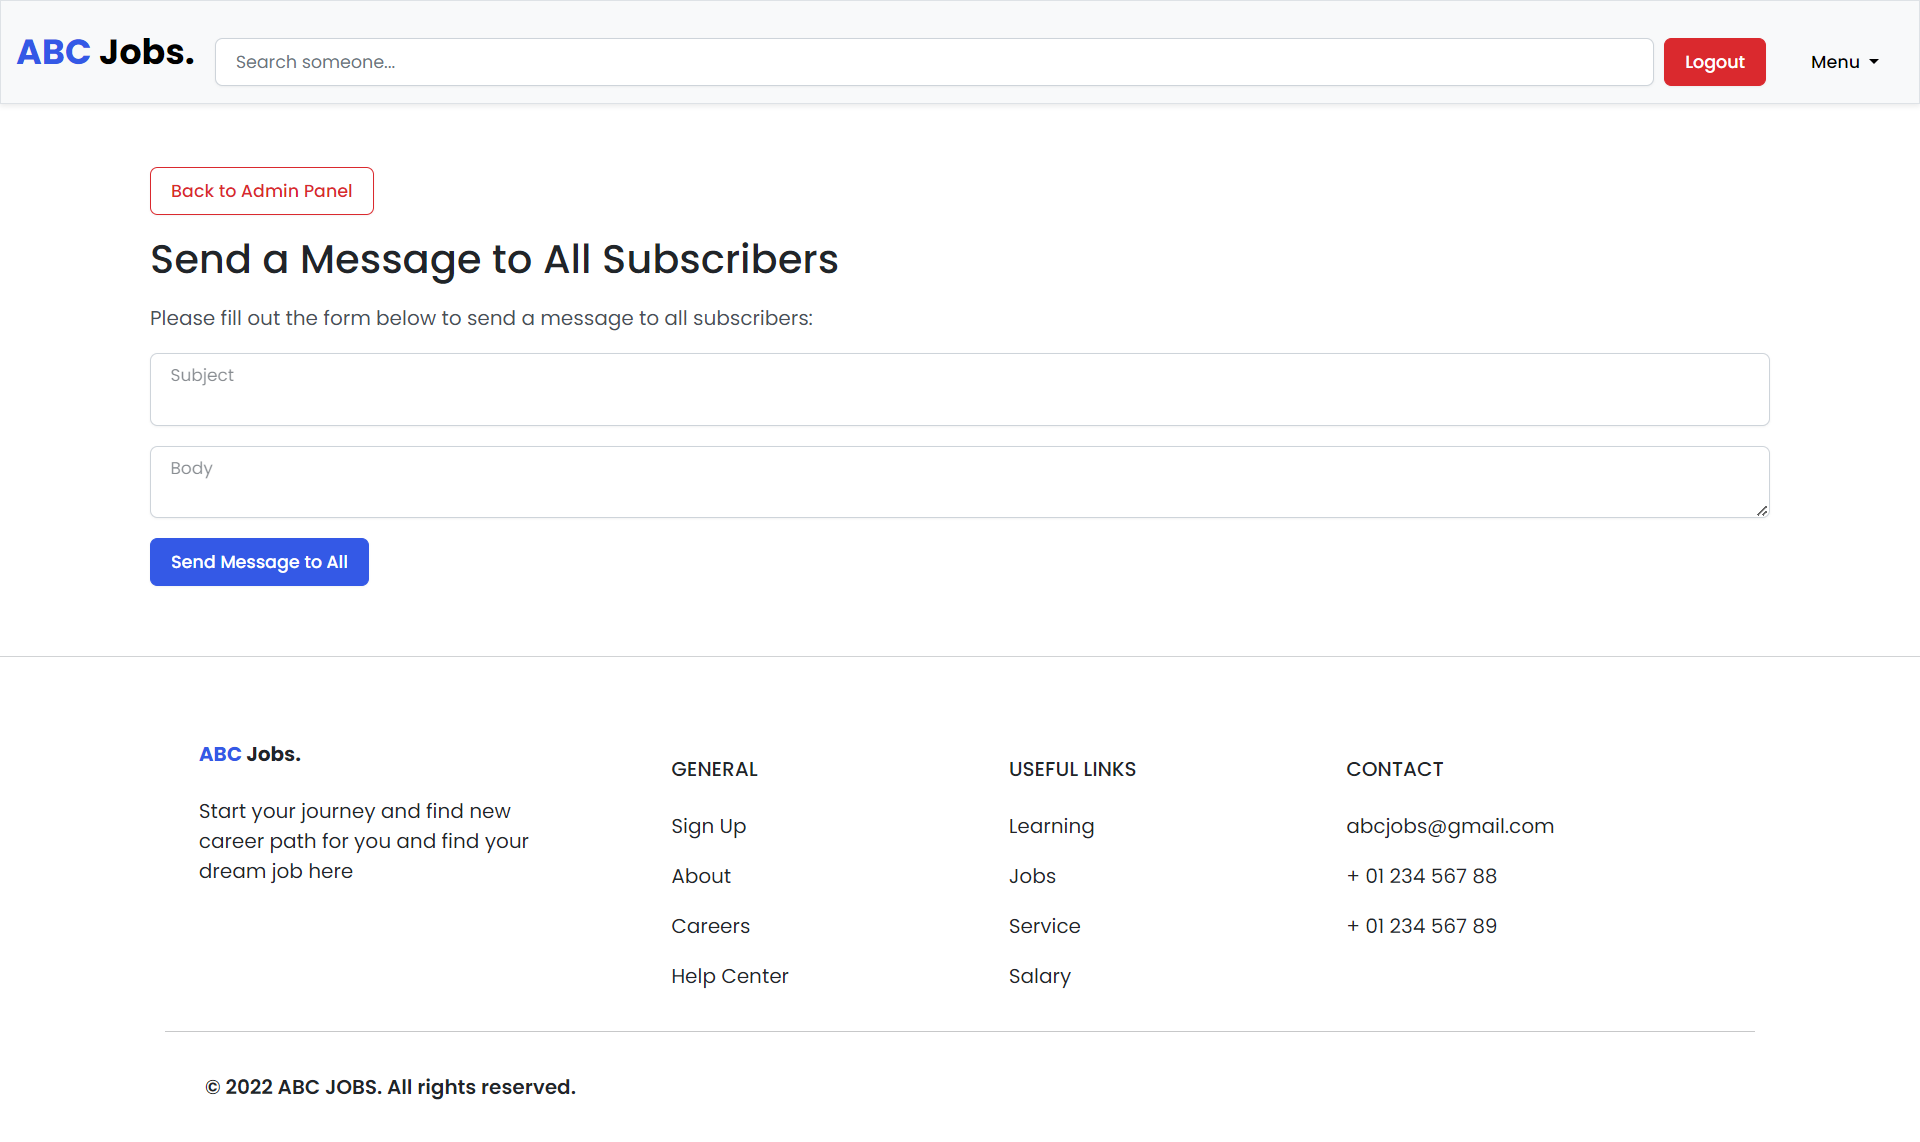 ABC Jobs.
Search someone...
Logout
Menu
Back to Admin Panel
Send a Message to All Subscribers
Please fill out the form below to send a message to all subscribers:
Subject
Body
Send Message to All
ABC Jobs.
Start your journey and find new
career path for you and find your
dream job here
GENERAL
Sign Up
About
Careers
Help Center
USEFUL LINKS
Learning
Jobs
Service
Salary
CONTACT
abcjobs@gmail.com
+ 01 234 567 88
+ 01 234 567 89
© 2022 ABC JOBS. All rights reserved.